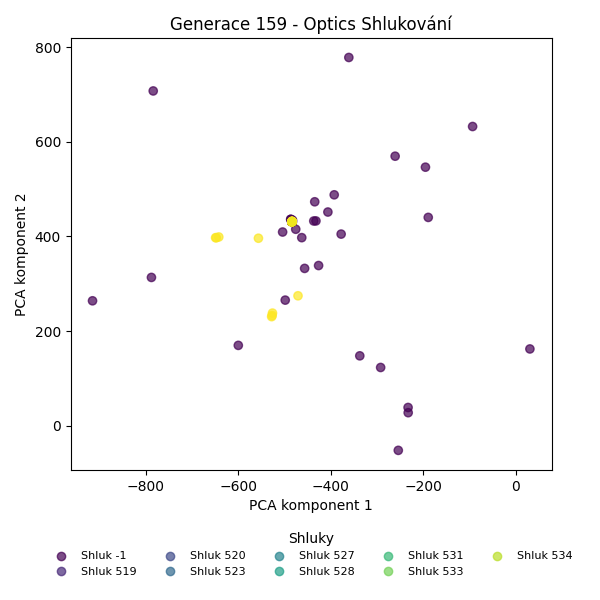 Generace 159 - Optics Shlukování
800
600
400
200
0
PCA komponent 2
−800 −600 −400 −200 0
PCA komponent 1
Shluky
Shluk -1 Shluk 520 Shluk 527 Shluk 531 Shluk 534
Shluk 519 Shluk 523 Shluk 528 Shluk 533